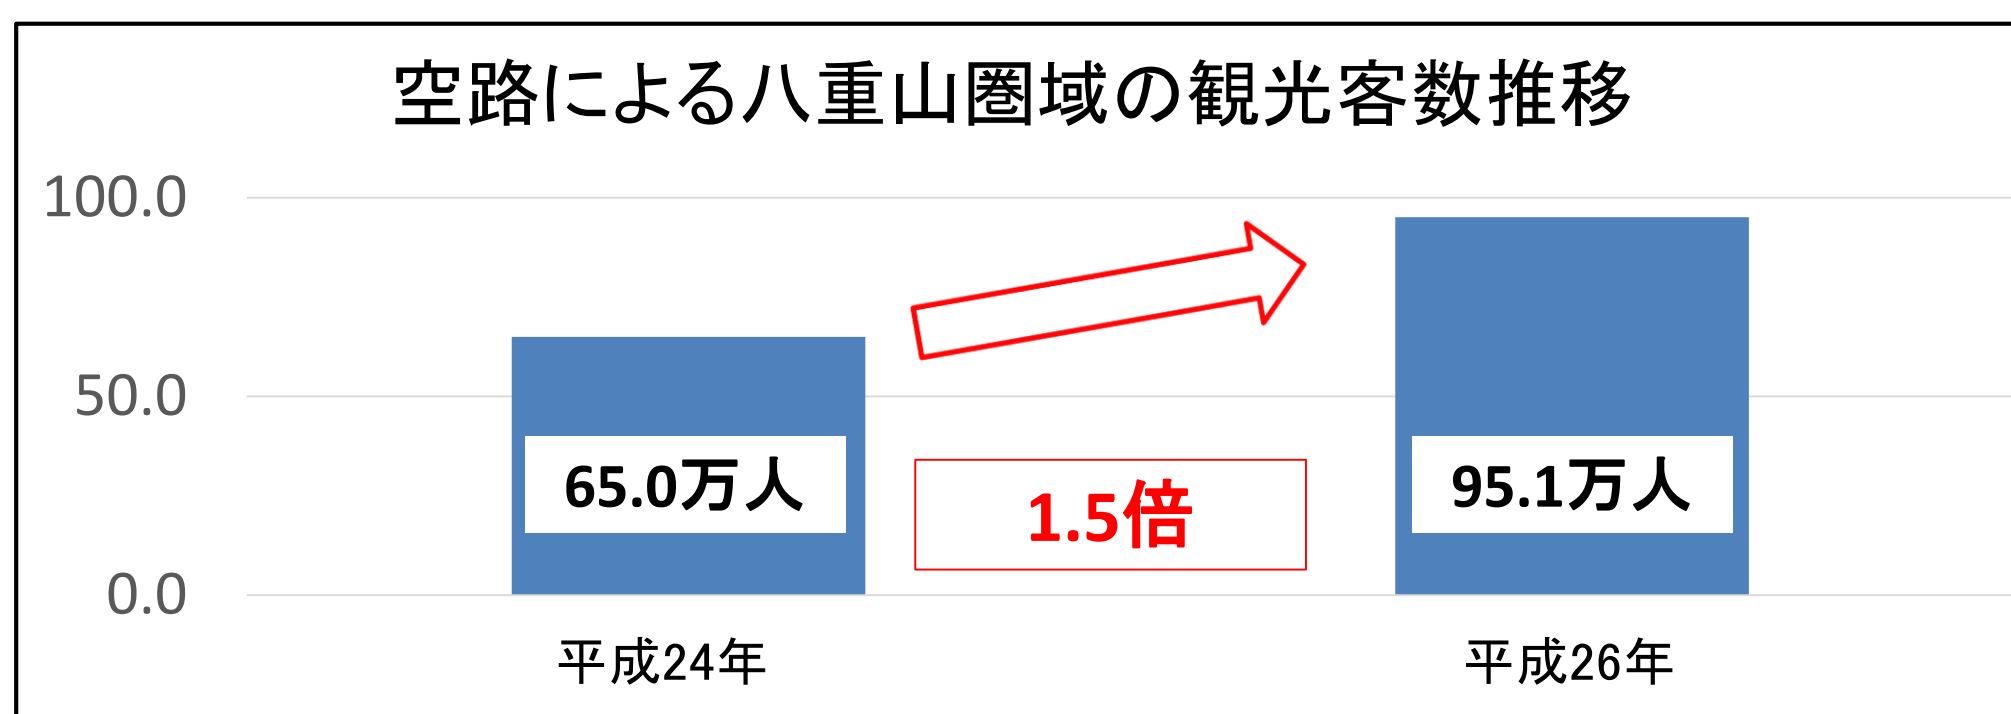 空路による八重山圏域の観光客数推移
100.0
50.0
0.0
65.0万人
1.5倍
95.1万人
平成24年
平成26年